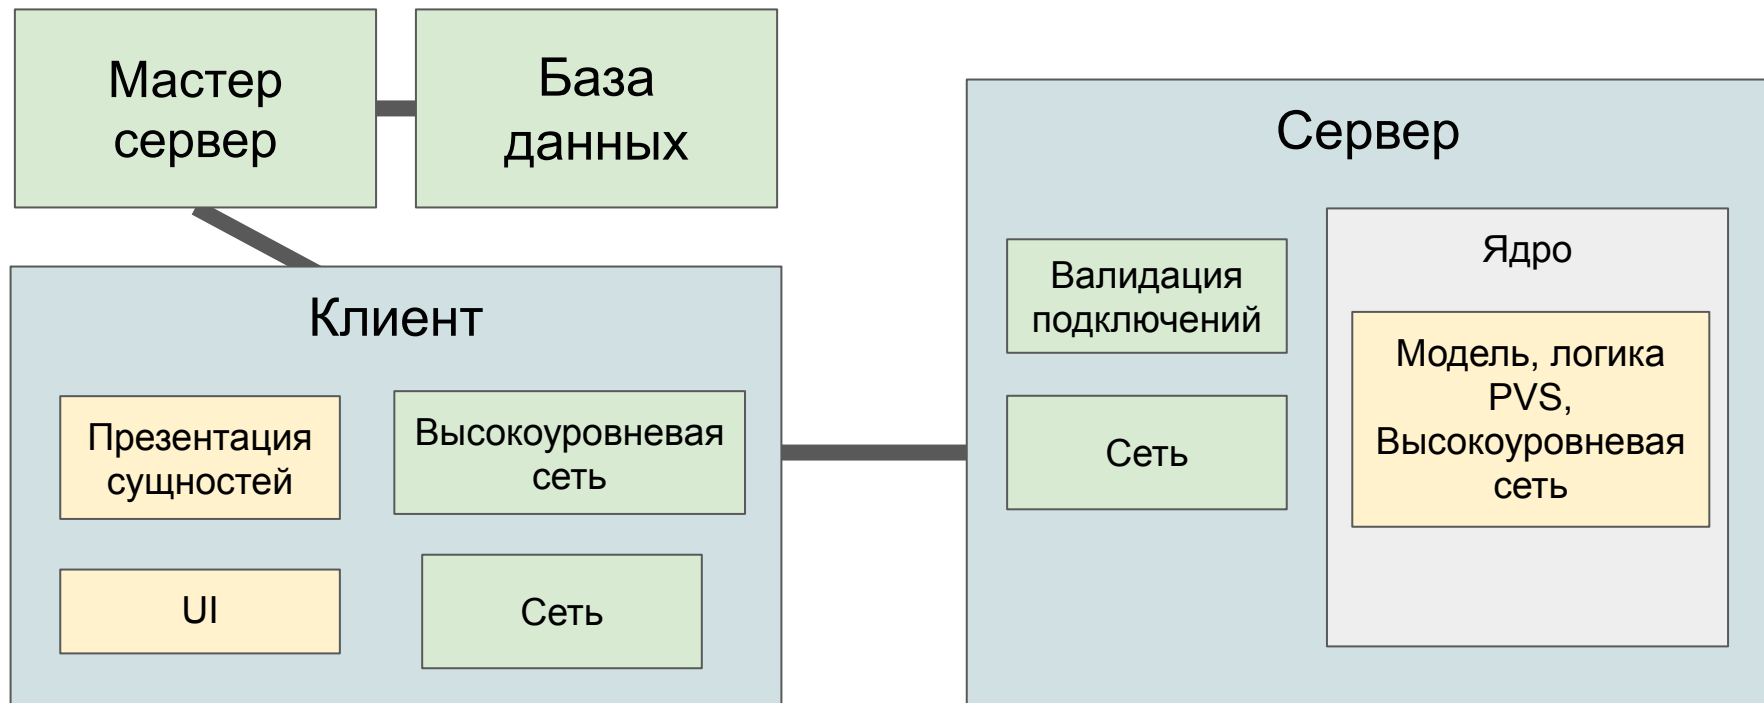 Мастер
сервер
База
данных
Клиент
Презентация
сущностей
Высокоуровневая
сеть
UI
Сеть
Сервер
Валидация
подключений
Сеть
Ядро
Модель, логика
PVS,
Высокоуровневая
сеть